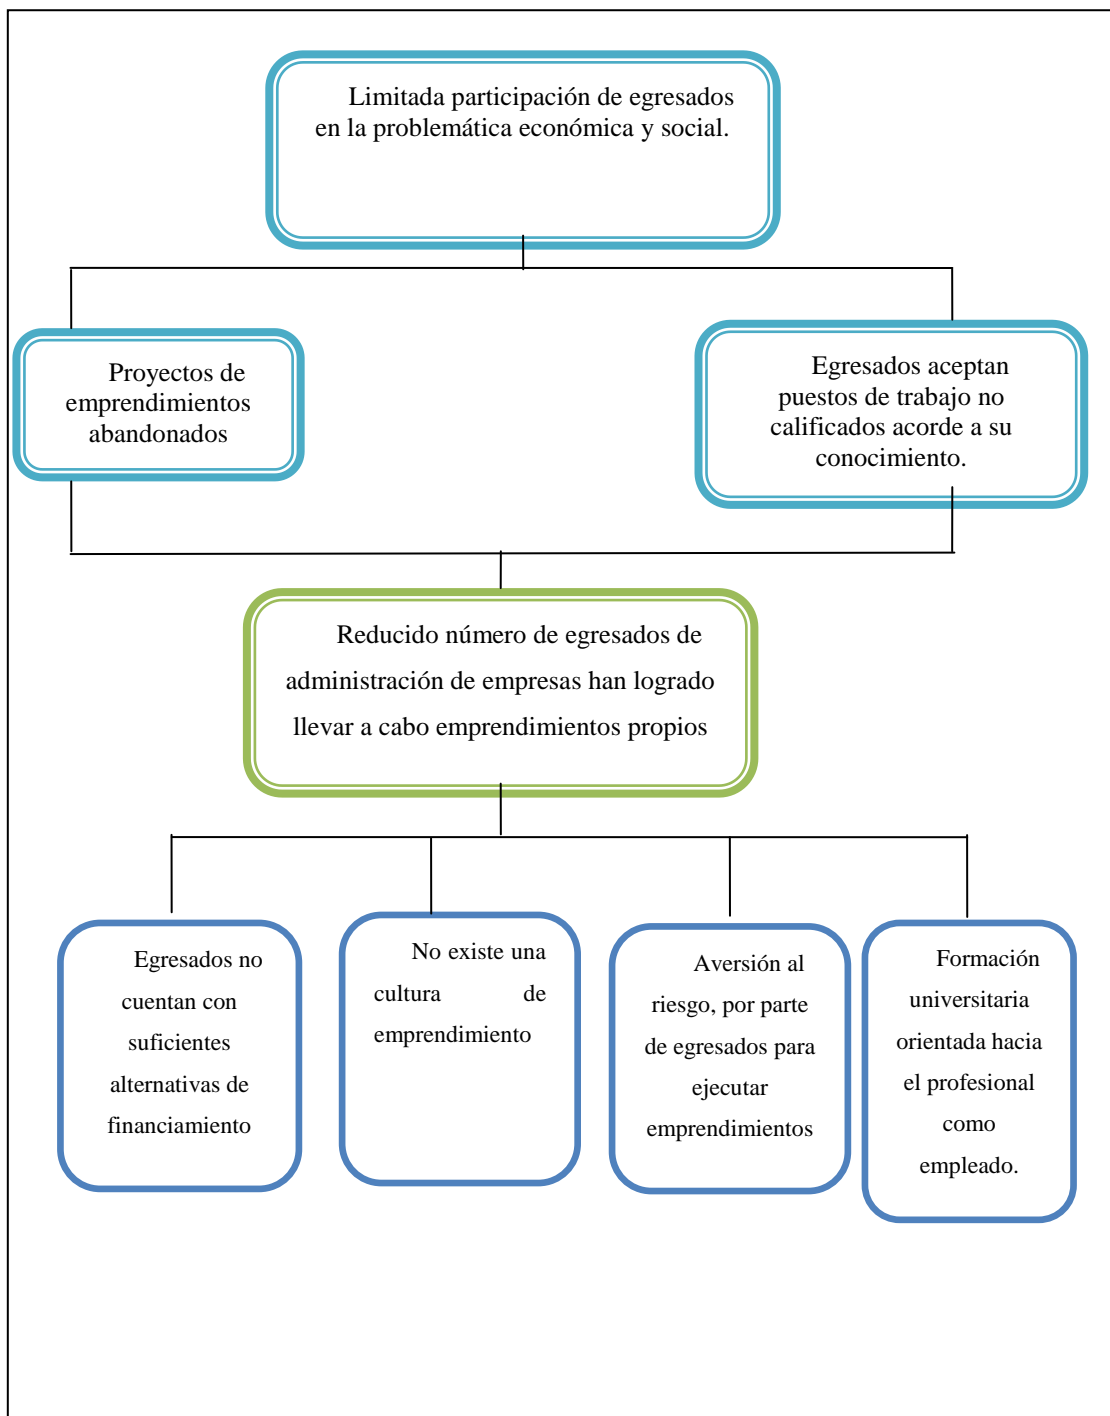 Limitada participación de egresados
en la problemática económica y social.
Proyectos de
emprendimientos
abandonados
Egresados aceptan
puestos de trabajo no
calificados acorde a su
conocimiento.
Reducido número de egresados de
administración de empresas han logrado
llevar a cabo emprendimientos propios
Egresados no
cuentan con
suficientes
alternativas de
financiamiento
No existe una
cultura de
emprendimiento
Aversión al
riesgo, por parte
de egresados para
ejecutar
emprendimientos
Formación
universitaria
orientada hacia
el profesional
como
empleado.